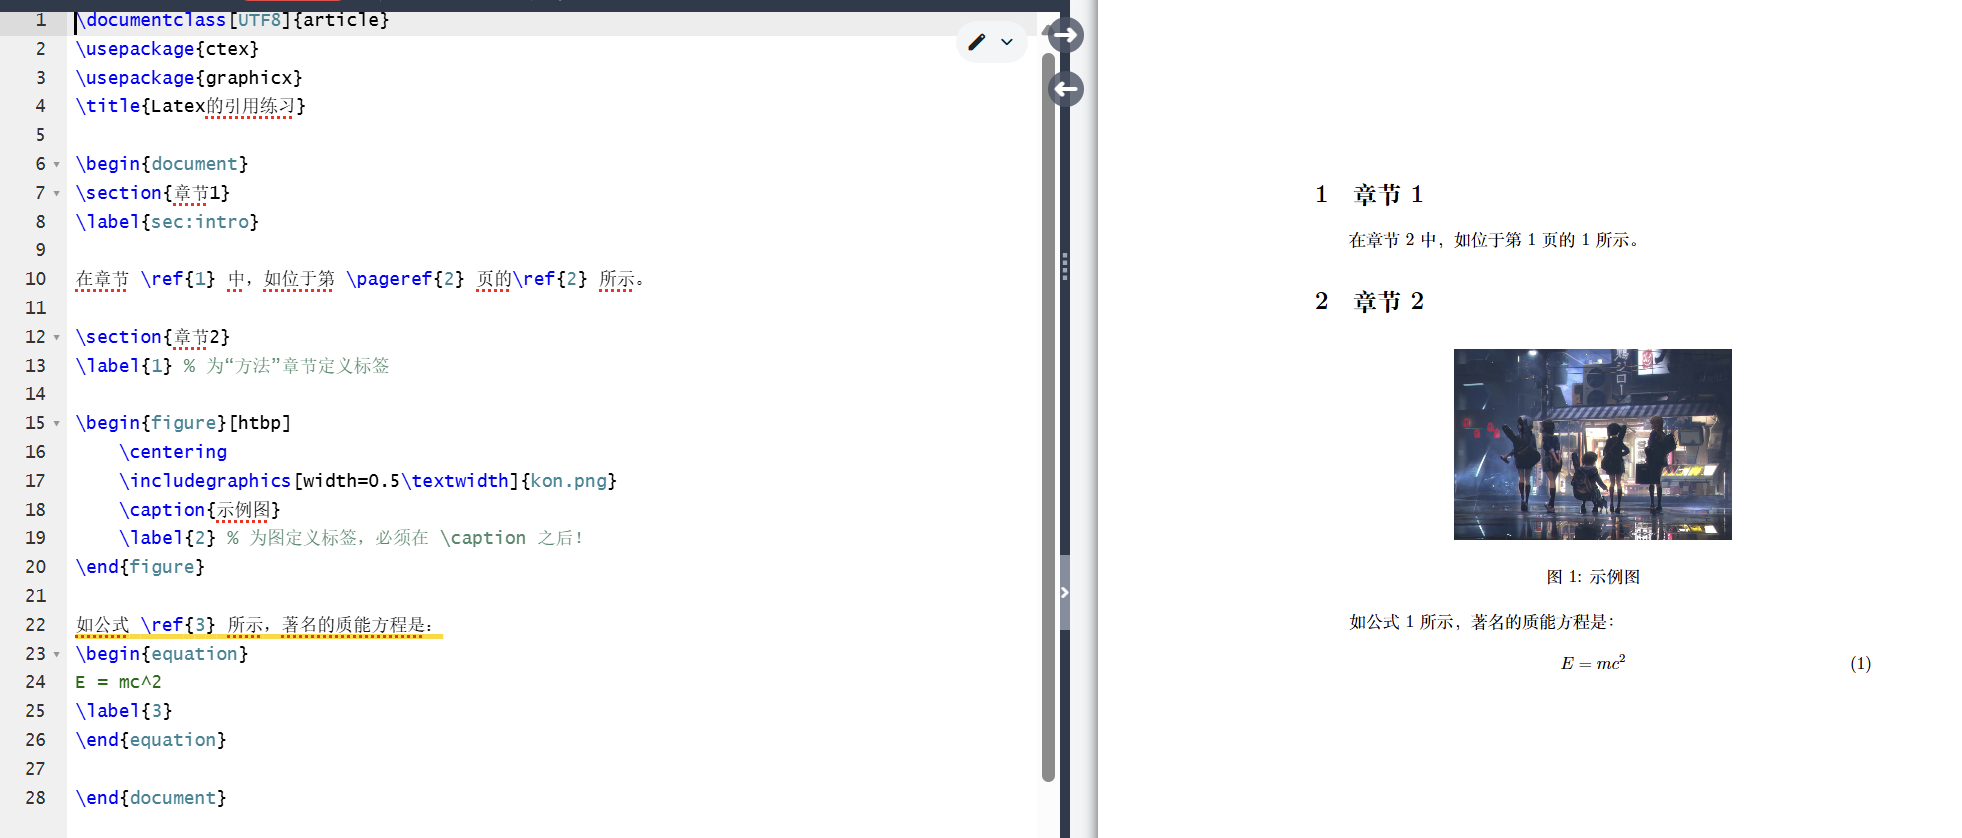 1 \documentclass[UTF8]{article}
2 \usepackage{ctex}
3 \usepackage{graphicx}
4 \title{Latex的引用练习}
5
6 \begin{document}
7 \section{章节1}
8 \label{sec:intro}
9
10 在章节 \ref{1} 中，如位于第 \pageref{2} 页的\ref{2} 所示。
11
12 \section{章节2}
13 \label{1} % 为“方法”章节定义标签
14
15 \begin{figure}[htbp]
16     \centering
17     \includegraphics[width=0.5\textwidth]{kon.png}
18     \caption{示例图}
19     \label{2} % 为图定义标签，必须在 \caption 之后！
20 \end{figure}
21
22 如公式 \ref{3} 所示，著名的质能方程是：
23 \begin{equation}
24 E = mc^2
25 \label{3}
26 \end{equation}
27
28 \end{document}
1 章节 1
在章节 2 中，如位于第 1 页的 1 所示。
2 章节 2
ジロー
图 1: 示例图
如公式 1 所示，著名的质能方程是：
E = mc² (1)